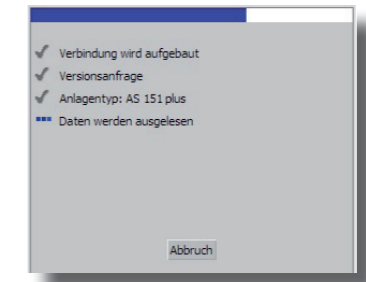 Verbindung wird aufgebaut
Versionsanfrage
Anlagentyp: AS 151 plus
Daten werden ausgelesen
Abbruch